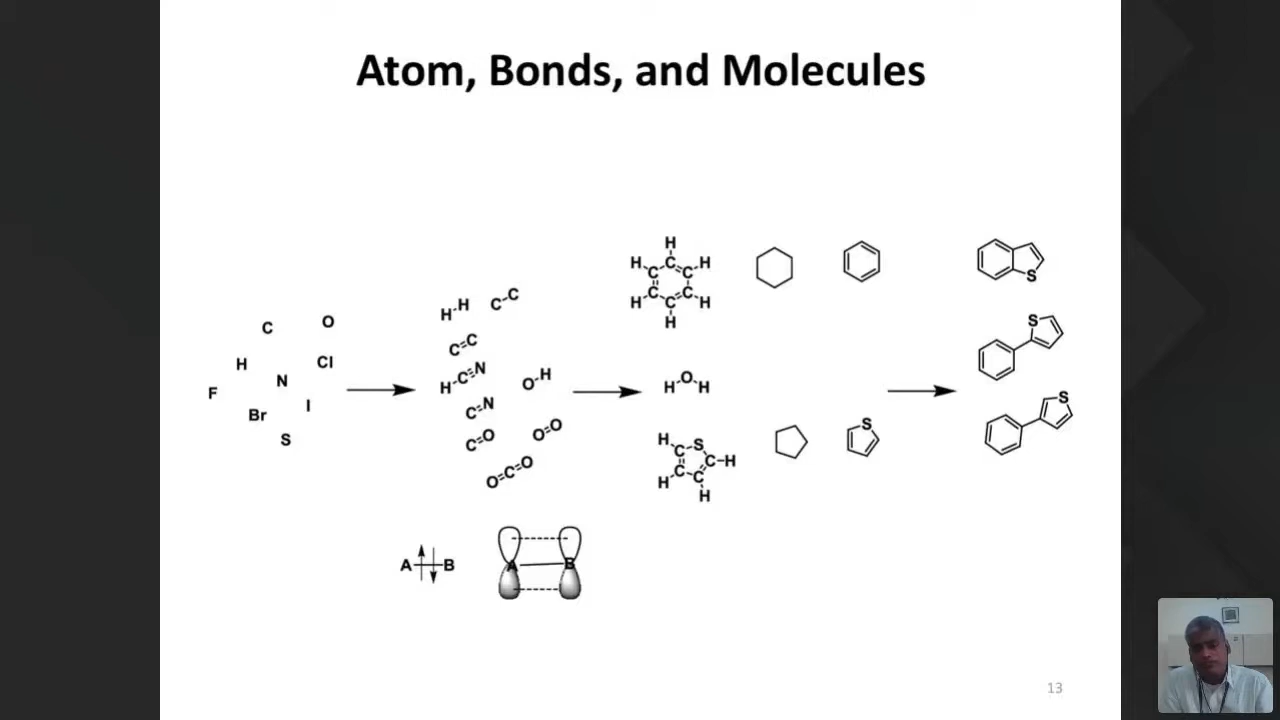 Atom, Bonds, and Molecules
C
O
H
Cl
N
F
I
Br
S
H-H
C-C
C=C
H-C≡N
O-H
C≡N
C=O
O=O
O=C=O
A
B
A
B
H
H
C
H
C
C
C
C
H
C
H
H
H
O
H
H
S
C
C
H
C
C
H
H
S
S
S
S
13